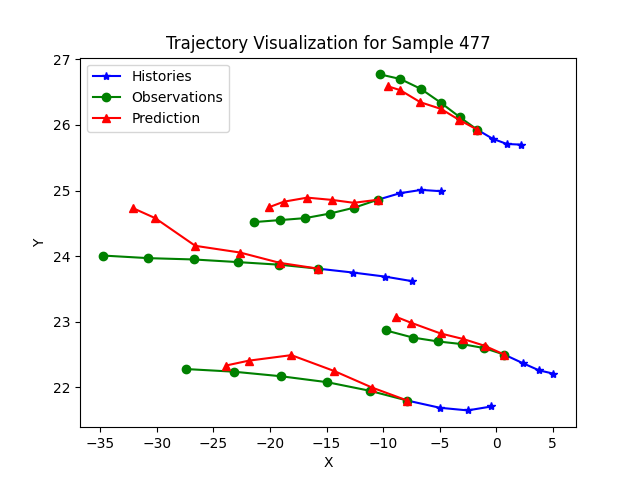 Trajectory Visualization for Sample 477
27
26
25
24
23
22
Y
Histories
Observations
Prediction
−35 −30 −25 −20 −15 −10 −5 0 5
X